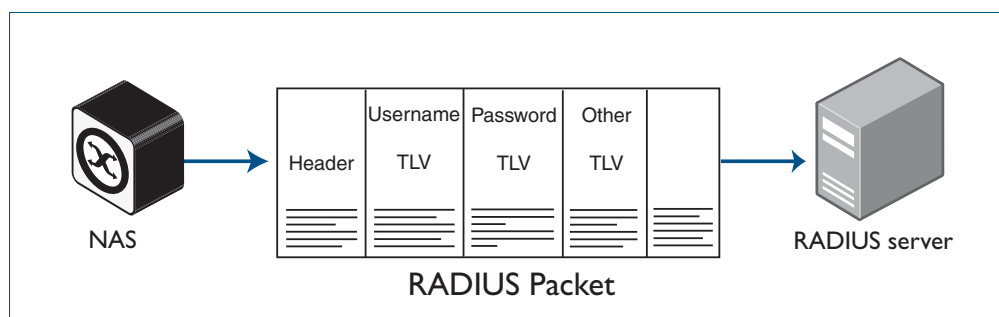 Username Password Other
Header TLV TLV TLV
NAS
RADIUS server
RADIUS Packet